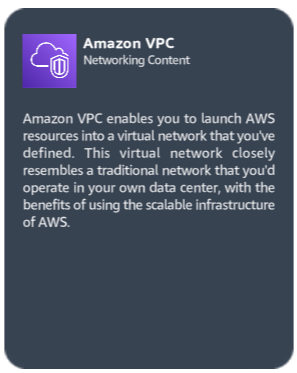 Amazon VPC
Networking Content
Amazon VPC enables you to launch AWS
resources into a virtual network that you've
defined. This virtual network closely
resembles a traditional network that you'd
operate in your own data center, with the
benefits of using the scalable infrastructure
of AWS.